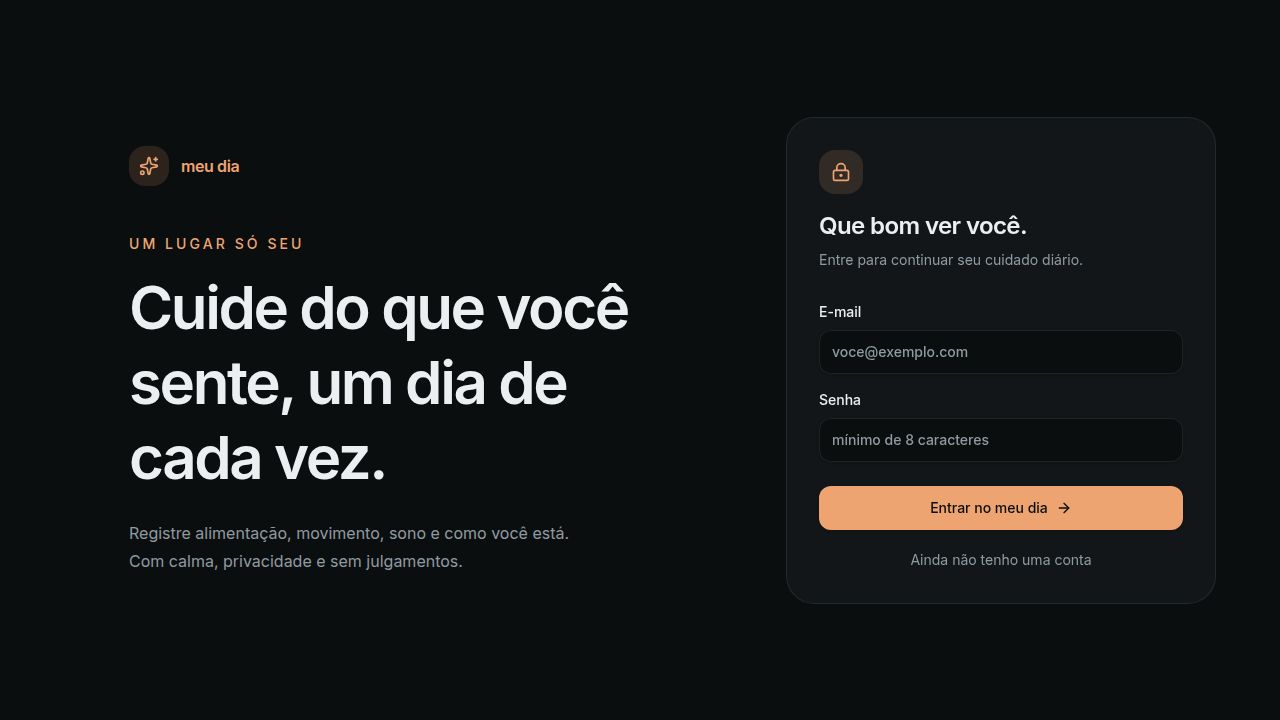 meu dia
UM LUGAR SÓ SEU
Cuide do que você
sente, um dia de
cada vez.
Registre alimentação, movimento, sono e como você está.
Com calma, privacidade e sem julgamentos.
Que bom ver você.
Entre para continuar seu cuidado diário.
E-mail
voce@exemplo.com
Senha
mínimo de 8 caracteres
Entrar no meu dia
Ainda não tenho uma conta